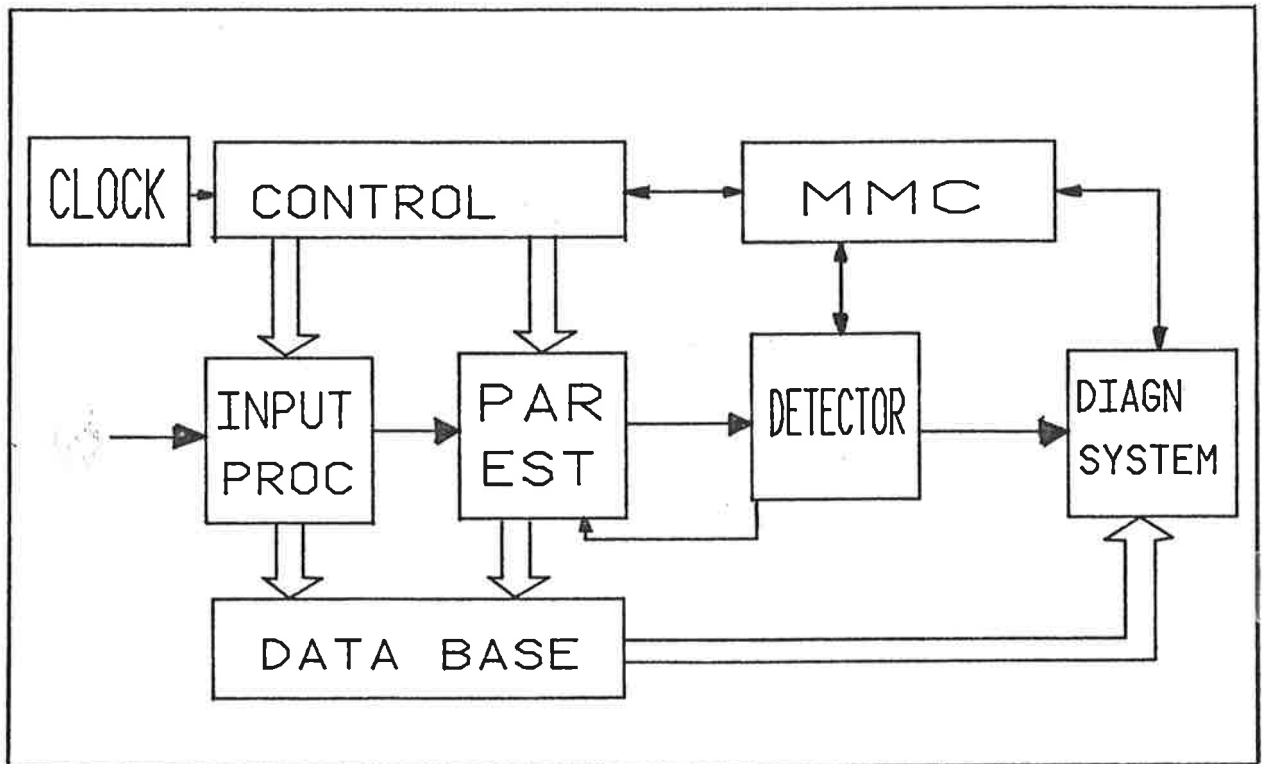 CLOCK
CONTROL
MMC
INPUT
PROC
PAR
EST
DETECTOR
DIAGN
SYSTEM
DATA BASE